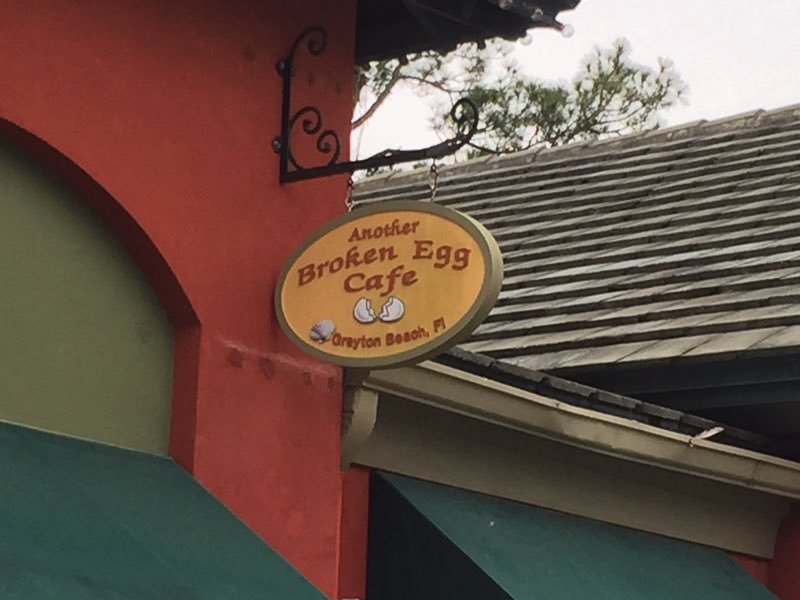 Another
Broken Egg
Cafe
Grayton Beach, Fl